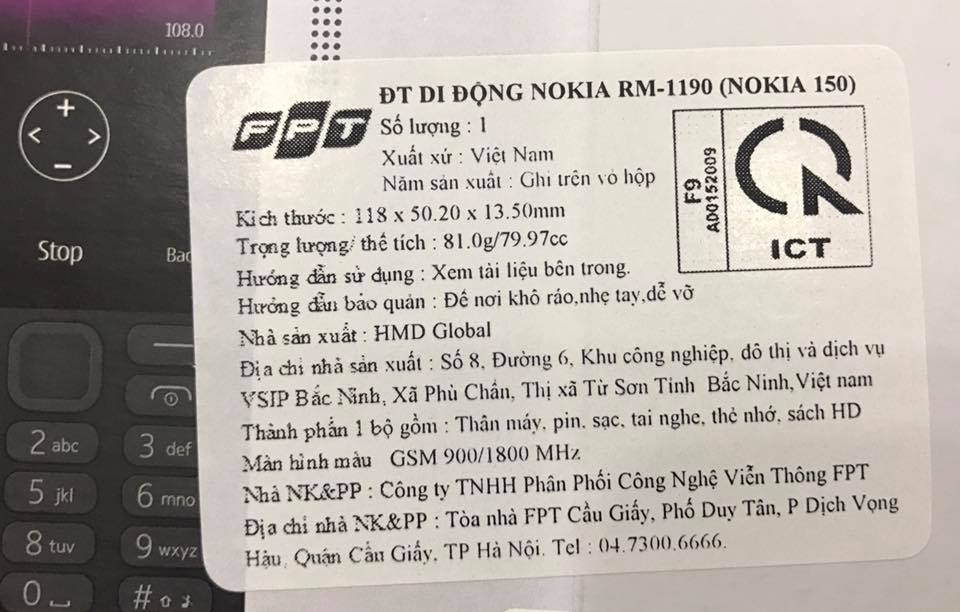 108.0
+
< >
–
Stop
Bac
2 abc
3 def
5 jkl
6 mno
8 tuv
9 wxyz
0
#
FPT
ĐT DI ĐỘNG NOKIA RM-1190 (NOKIA 150)
Số lượng : 1
Xuất xứ : Việt Nam
Năm sản xuất : Ghi trên vỏ hộp
F9
AD0152009
ICT
Kích thước : 118 x 50.20 x 13.50mm
Trọng lượng/ thể tích : 81.0g/79.97cc
Hướng dẫn sử dụng : Xem tài liệu bên trong.
Hướng dẫn bảo quản : Để nơi khô ráo,nhẹ tay,dễ vỡ
Nhà sản xuất : HMD Global
Địa chỉ nhà sản xuất : Số 8, Đường 6, Khu công nghiệp, đô thị và dịch vụ
VSIP Bắc Ninh, Xã Phù Chẩn, Thị xã Từ Sơn Tỉnh Bắc Ninh,Việt nam
Thành phần 1 bộ gồm : Thân máy, pin, sạc, tai nghe, thẻ nhớ, sách HD
Màn hình màu GSM 900/1800 MHz
Nhà NK&PP : Công ty TNHH Phân Phối Công Nghệ Viễn Thông FPT
Địa chỉ nhà NK&PP : Tòa nhà FPT Cầu Giấy, Phố Duy Tân, P Dịch Vọng
Hậu, Quận Cầu Giấy, TP Hà Nội. Tel : 04.7300.6666.